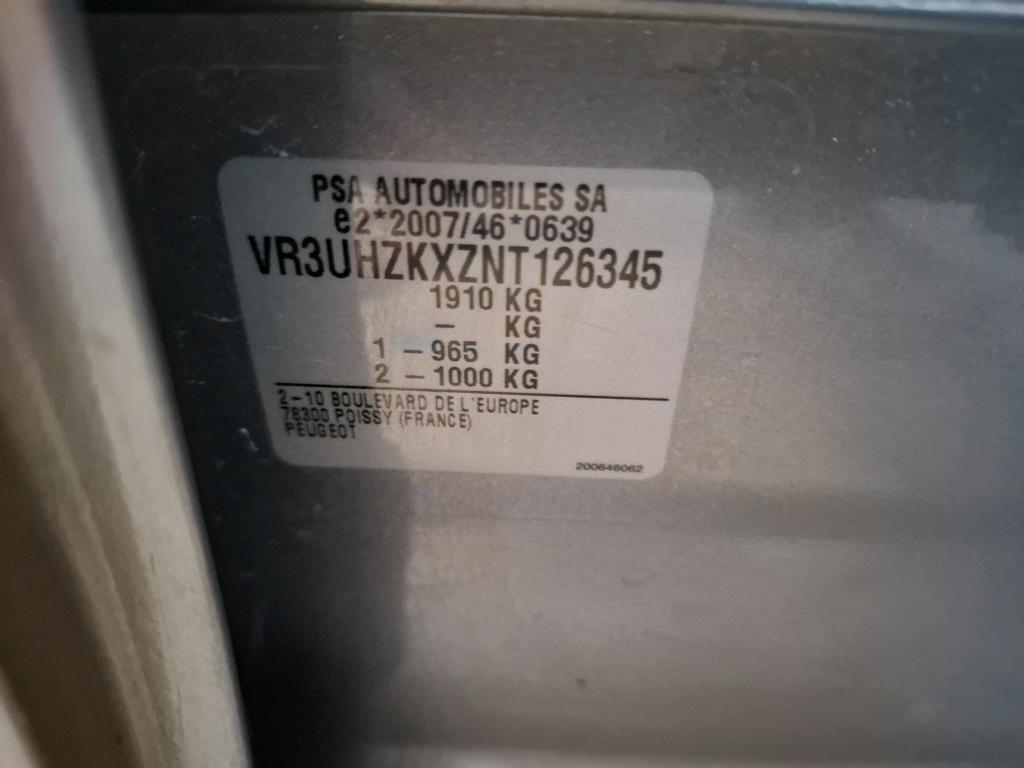 PSA AUTOMOBILES SA
e2*2007/46*0639
VR3UHZKXZNT126345
1910 KG
– KG
1 – 965 KG
2 – 1000 KG
2–10 BOULEVARD DE L'EUROPE
78300 POISSY (FRANCE)
PEUGEOT
200646062